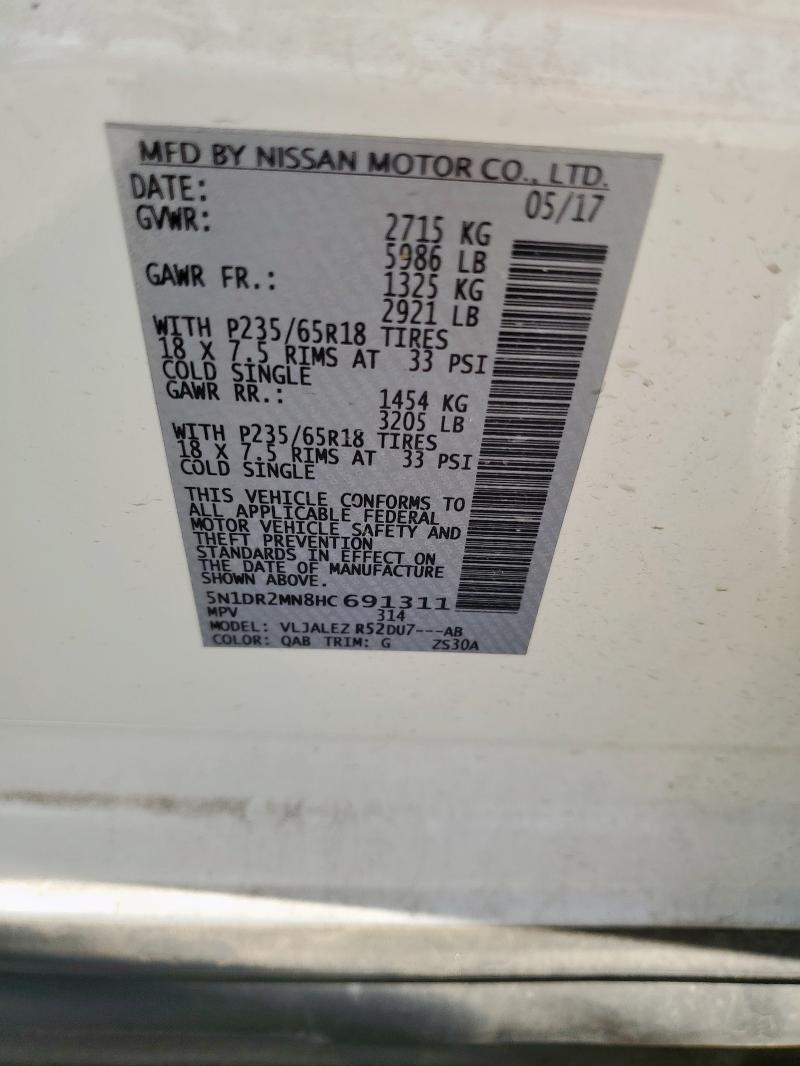 MFD BY NISSAN MOTOR CO., LTD.
DATE: 05/17
GVWR: 2715 KG
5986 LB
GAWR FR.: 1325 KG
2921 LB
WITH P235/65R18 TIRES
18 X 7.5 RIMS AT 33 PSI
COLD SINGLE
GAWR RR.: 1454 KG
3205 LB
WITH P235/65R18 TIRES
18 X 7.5 RIMS AT 33 PSI
COLD SINGLE
THIS VEHICLE CONFORMS TO
ALL APPLICABLE FEDERAL
MOTOR VEHICLE SAFETY AND
THEFT PREVENTION
STANDARDS IN EFFECT ON
THE DATE OF MANUFACTURE
SHOWN ABOVE.
5N1DR2MN8HC691311
MPV 314
MODEL: VLJALEZ R52DU7---AB
COLOR: QAB TRIM: G ZS30A